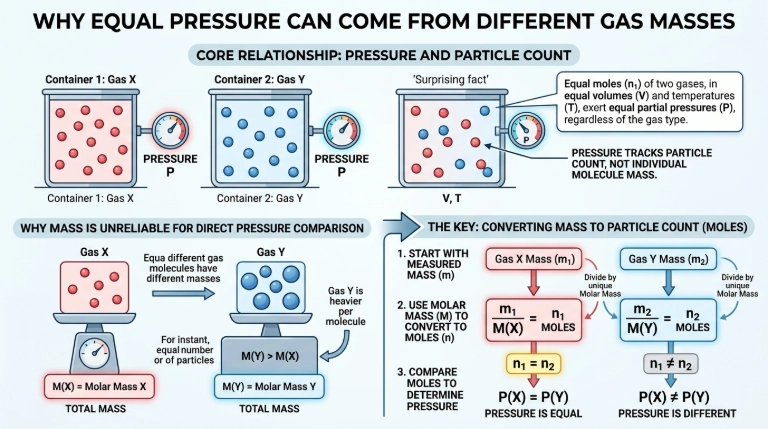 WHY EQUAL PRESSURE CAN COME FROM DIFFERENT GAS MASSES
CORE RELATIONSHIP: PRESSURE AND PARTICLE COUNT
Container 1: Gas X
PRESSURE
P
Container 1: Gas X
Container 2: Gas Y
PRESSURE
P
Container 2: Gas Y
'Surprising fact'
P
V, T
Equal moles (n₁) of two gases, in
equal volumes (V) and temperatures
(T), exert equal partial pressures (P),
regardless of the gas type.
PRESSURE TRACKS PARTICLE
COUNT, NOT INDIVIDUAL
MOLECULE MASS.
WHY MASS IS UNRELIABLE FOR DIRECT PRESSURE COMPARISON
Gas X
Equa different gas
molecules have
different masses
Gas Y
Gas Y is
heavier
per
molecule
For instant,
equal number
or of particles
M(Y) > M(X)
M(X) = Molar Mass X
TOTAL MASS
M(Y) = Molar Mass Y
TOTAL MASS
THE KEY: CONVERTING MASS TO PARTICLE COUNT (MOLES)
1. START WITH
MEASURED
MASS (m)
Gas X Mass (m₁)
Gas Y Mass (m₂)
Divide by
unique
Molar Mass
Divide by
unique
Molar Mass
2. USE MOLAR
MASS (M) TO
CONVERT TO
MOLES (n)
m₁
M(X)
= n₁
MOLES
m₂
M(Y)
= n₂
MOLES
3. COMPARE
MOLES TO
DETERMINE
PRESSURE
n₁ = n₂
n₁ ≠ n₂
P(X) = P(Y)
PRESSURE IS EQUAL
P(X) ≠ P(Y)
PRESSURE IS DIFFERENT